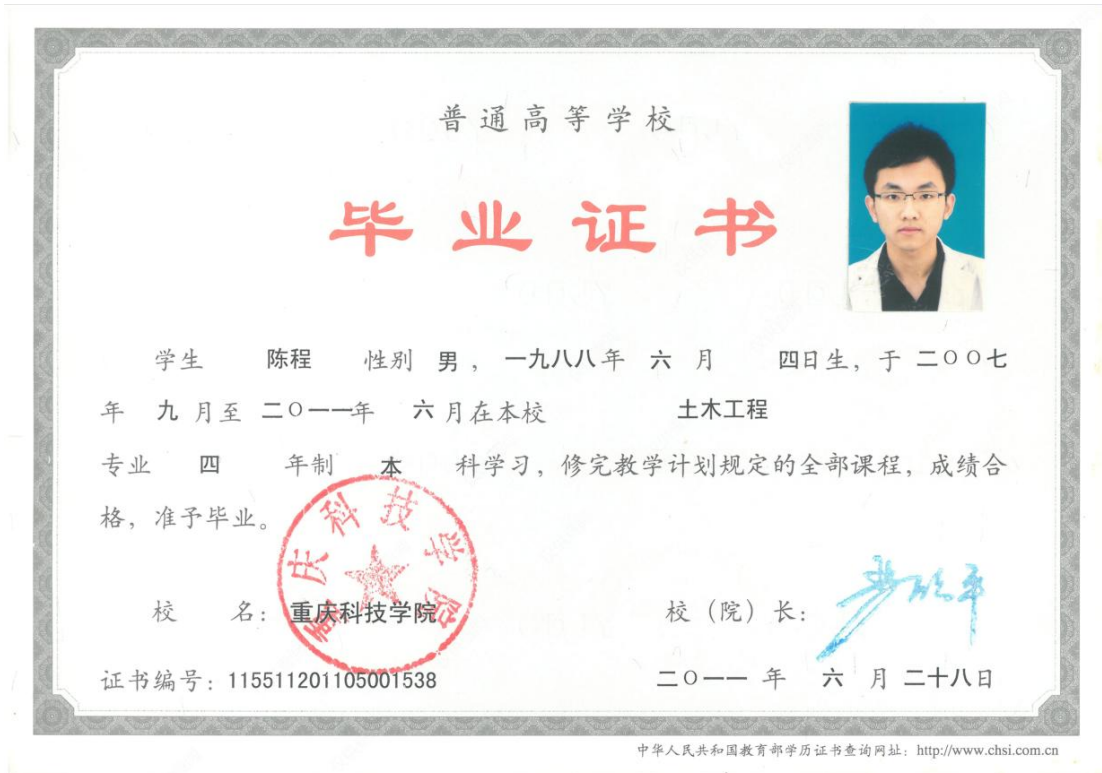 普通高等学校
毕业证书
学生 陈程 性别 男，一九八八年 六 月 四日生，于 二〇〇七
年 九 月至 二〇一一年 六 月在本校 土木工程
专业 四 年制 本 科学习，修完教学计划规定的全部课程，成绩合
格，准予毕业。
重庆科技学院
校 名：重庆科技学院 校（院）长：
证书编号：115511201105001538 二〇一一 年 六 月 二十八日
中华人民共和国教育部学历证书查询网址：http://www.chsi.com.cn